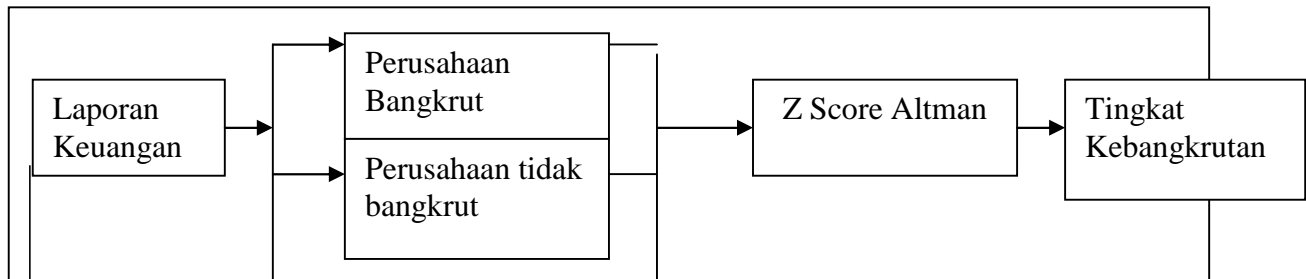 Laporan
Keuangan
Perusahaan
Bangkrut
Perusahaan tidak
bangkrut
Z Score Altman
Tingkat
Kebangkrutan